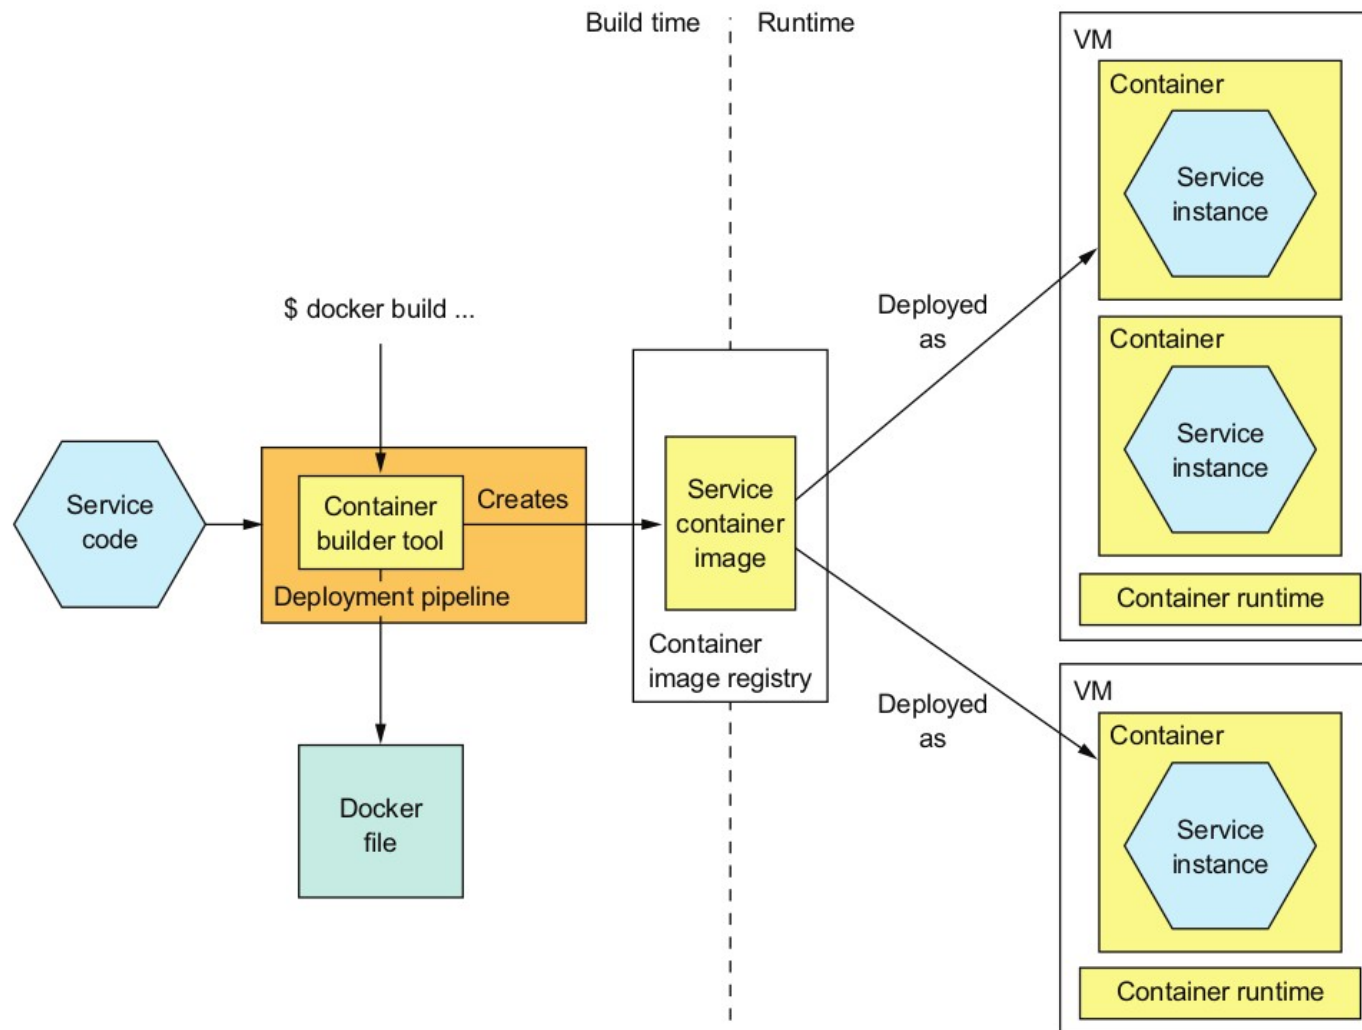 Build time
Runtime
VM
Container
Service
instance
$ docker build ...
Deployed
as
Container
Service
instance
Service
code
Container
builder tool
Creates
Deployment pipeline
Service
container
image
Container
image registry
Container runtime
Deployed
as
VM
Container
Service
instance
Docker
file
Container runtime